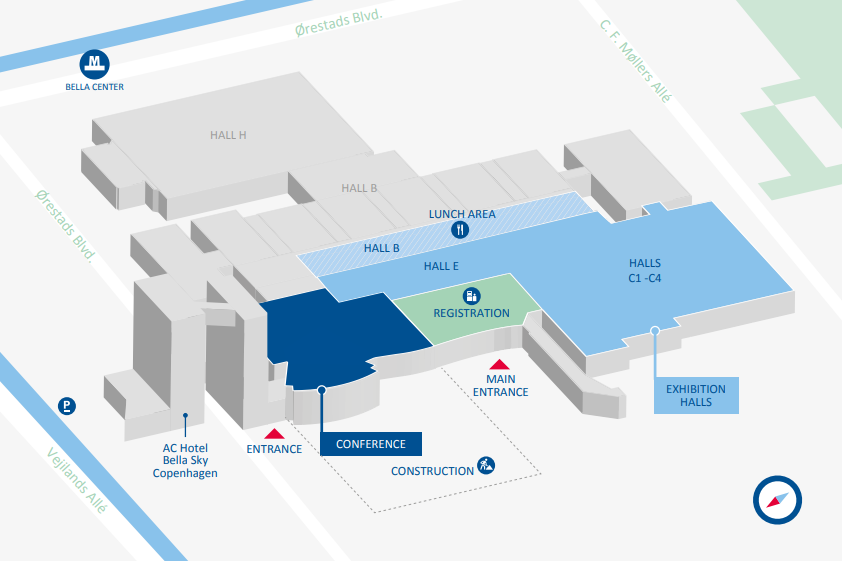 Ørestads Blvd.
C. F. Møllers Allé
M
BELLA CENTER
HALL H
HALL B
Ørestads Blvd.
LUNCH AREA
HALL B
HALL E
HALLS
C1 -C4
REGISTRATION
MAIN
ENTRANCE
EXHIBITION
HALLS
P
AC Hotel
Bella Sky
Copenhagen
ENTRANCE
CONFERENCE
CONSTRUCTION
Vejlands Allé